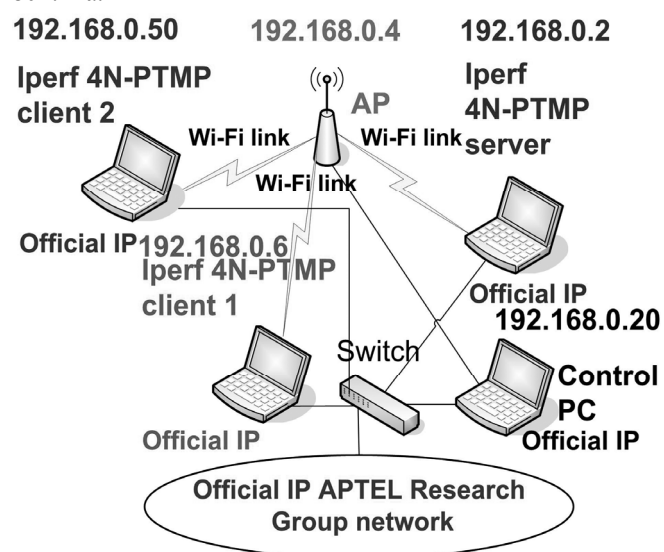 192.168.0.50
192.168.0.4
192.168.0.2
Iperf 4N-PTMP
client 2
Iperf
4N-PTMP
server
AP
Wi-Fi link
Wi-Fi link
Wi-Fi link
Official IP
192.168.0.6
Iperf 4N-PTMP
client 1
Official IP
192.168.0.20
Switch
Control
PC
Official IP
Official IP
Official IP APTEL Research
Group network